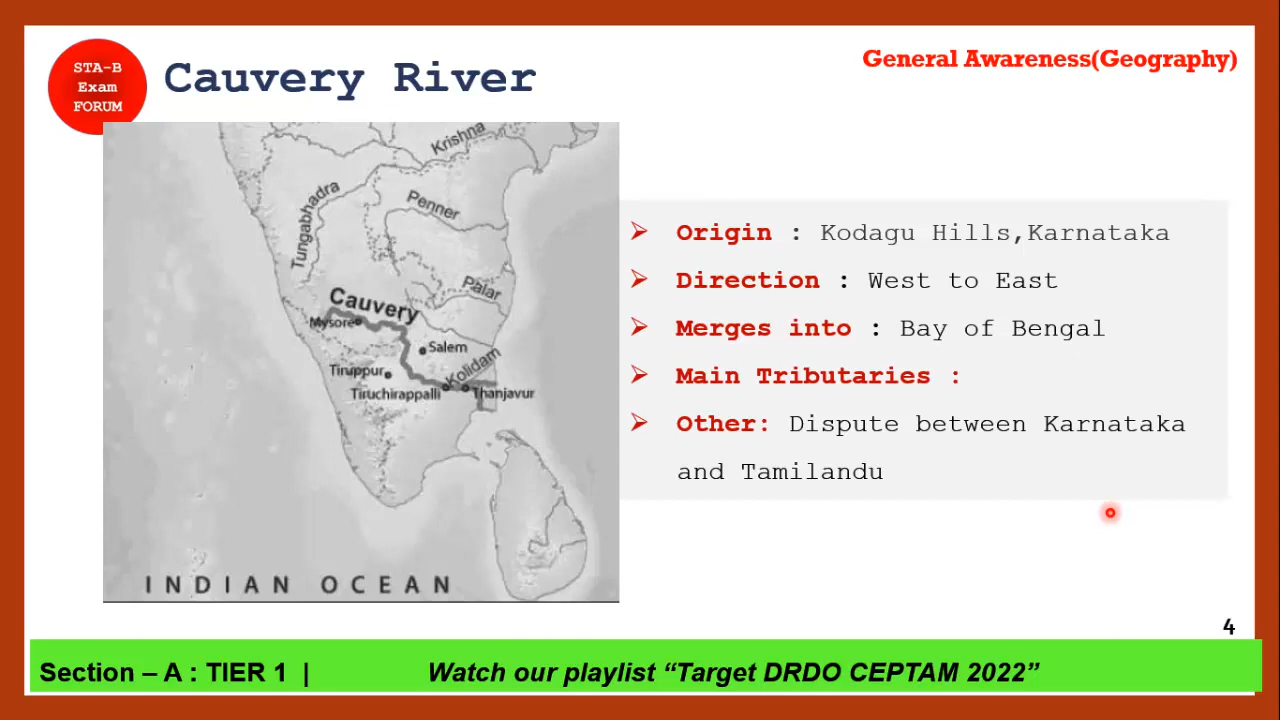 STA-B
Exam
FORUM
Cauvery River
General Awareness(Geography)
Krishna
Tungabhadra
Penner
Palar
Cauvery
Mysore
Salem
Kolidam
Tiruppur
Tiruchirappalli
Thanjavur
INDIAN OCEAN
Origin : Kodagu Hills,Karnataka
Direction : West to East
Merges into : Bay of Bengal
Main Tributaries :
Other: Dispute between Karnataka
and Tamilandu
4
Section – A : TIER 1 | Watch our playlist “Target DRDO CEPTAM 2022”